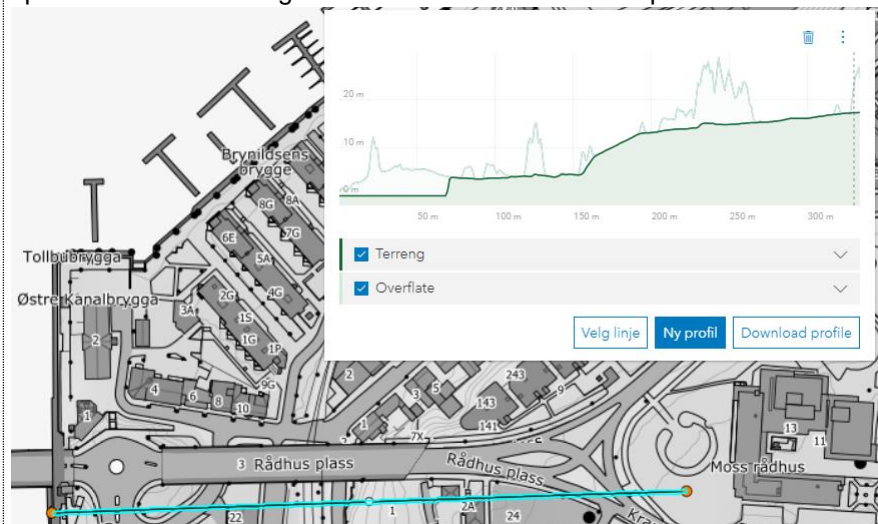 20 m
10 m
0 m
50 m
100 m
150 m
200 m
250 m
300 m
Terreng
Overflate
Velg linje
Ny profil
Download profile
Brynildsens
brygge
8G
8A
7G
6E
5A
4G
Tollbubrygga
Østre Kanalbrygga
3A
2G
1S
1G
1P
2
9G
4
6
8
10
1
2
3
5
1
7X
243
143
141
9
13
11
3 Rådhus plass
Rådhus plass
Moss rådhus
22
1
2A
24